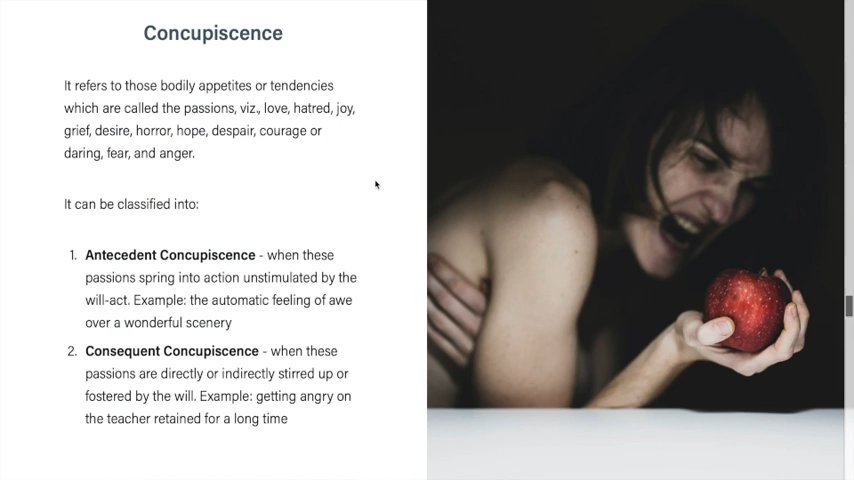 Concupiscence
It refers to those bodily appetites or tendencies
which are called the passions, viz., love, hatred, joy,
grief, desire, horror, hope, despair, courage or
daring, fear, and anger.
It can be classified into:
1. Antecedent Concupiscence - when these
passions spring into action unstimulated by the
will-act. Example: the automatic feeling of awe
over a wonderful scenery
2. Consequent Concupiscence - when these
passions are directly or indirectly stirred up or
fostered by the will. Example: getting angry on
the teacher retained for a long time